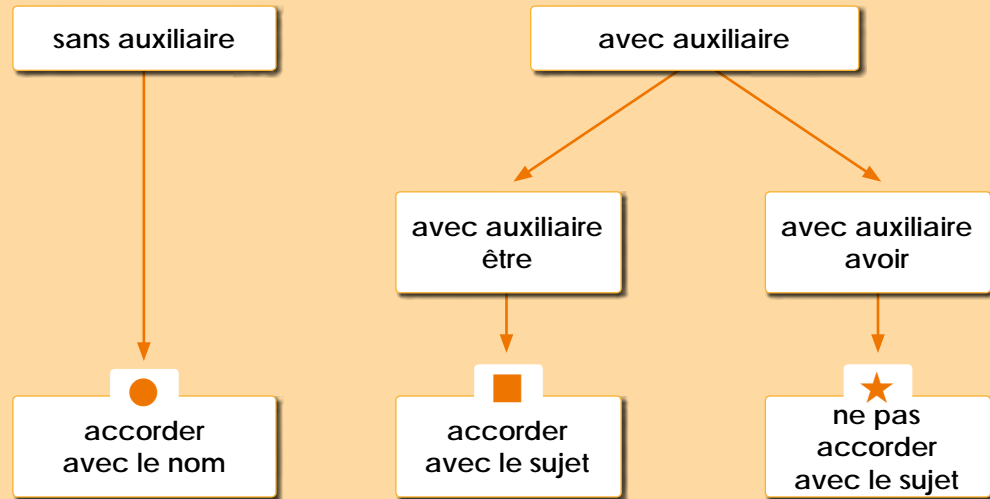 sans auxiliaire
avec auxiliaire
avec auxiliaire
être
avec auxiliaire
avoir
accorder
avec le nom
accorder
avec le sujet
ne pas
accorder
avec le sujet